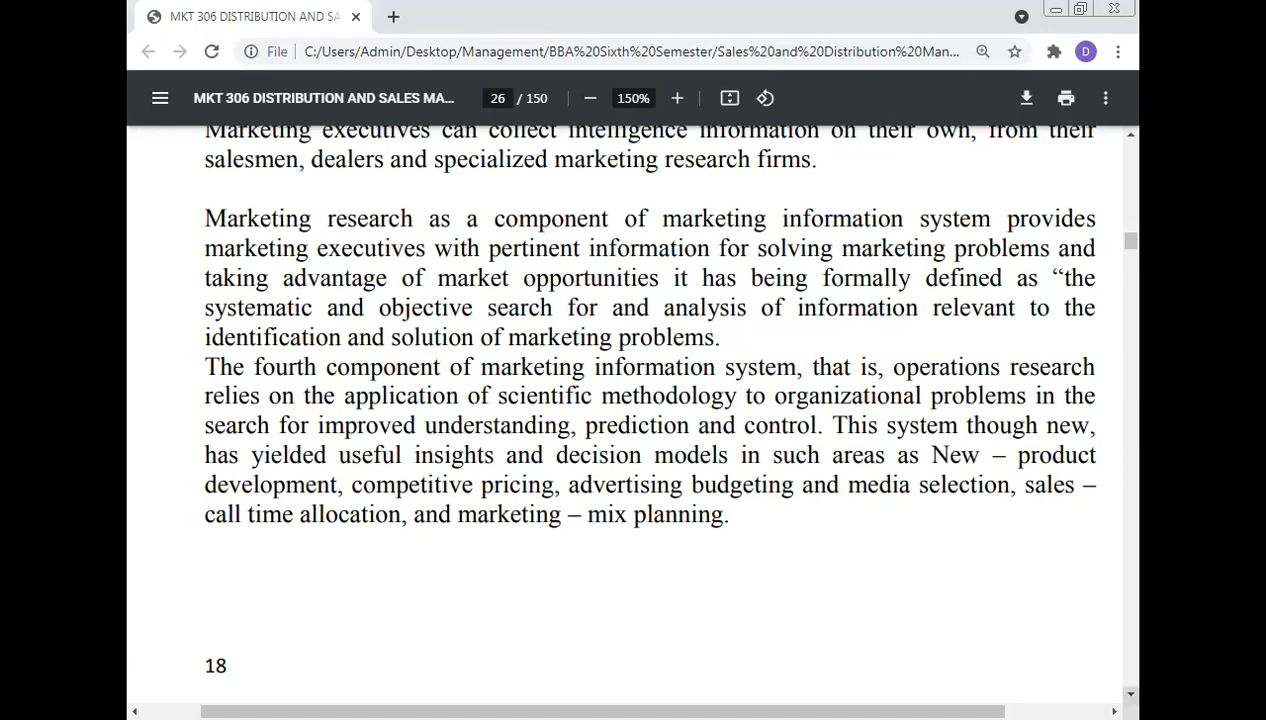 MKT 306 DISTRIBUTION AND SA
File C:/Users/Admin/Desktop/Management/BBA%20Sixth%20Semester/Sales%20and%20Distribution%20Man... D
MKT 306 DISTRIBUTION AND SALES MA... 26 / 150 150%
Marketing executives can collect intelligence information on their own, from their
salesmen, dealers and specialized marketing research firms.
Marketing research as a component of marketing information system provides
marketing executives with pertinent information for solving marketing problems and
taking advantage of market opportunities it has being formally defined as “the
systematic and objective search for and analysis of information relevant to the
identification and solution of marketing problems.
The fourth component of marketing information system, that is, operations research
relies on the application of scientific methodology to organizational problems in the
search for improved understanding, prediction and control. This system though new,
has yielded useful insights and decision models in such areas as New – product
development, competitive pricing, advertising budgeting and media selection, sales –
call time allocation, and marketing – mix planning.
18